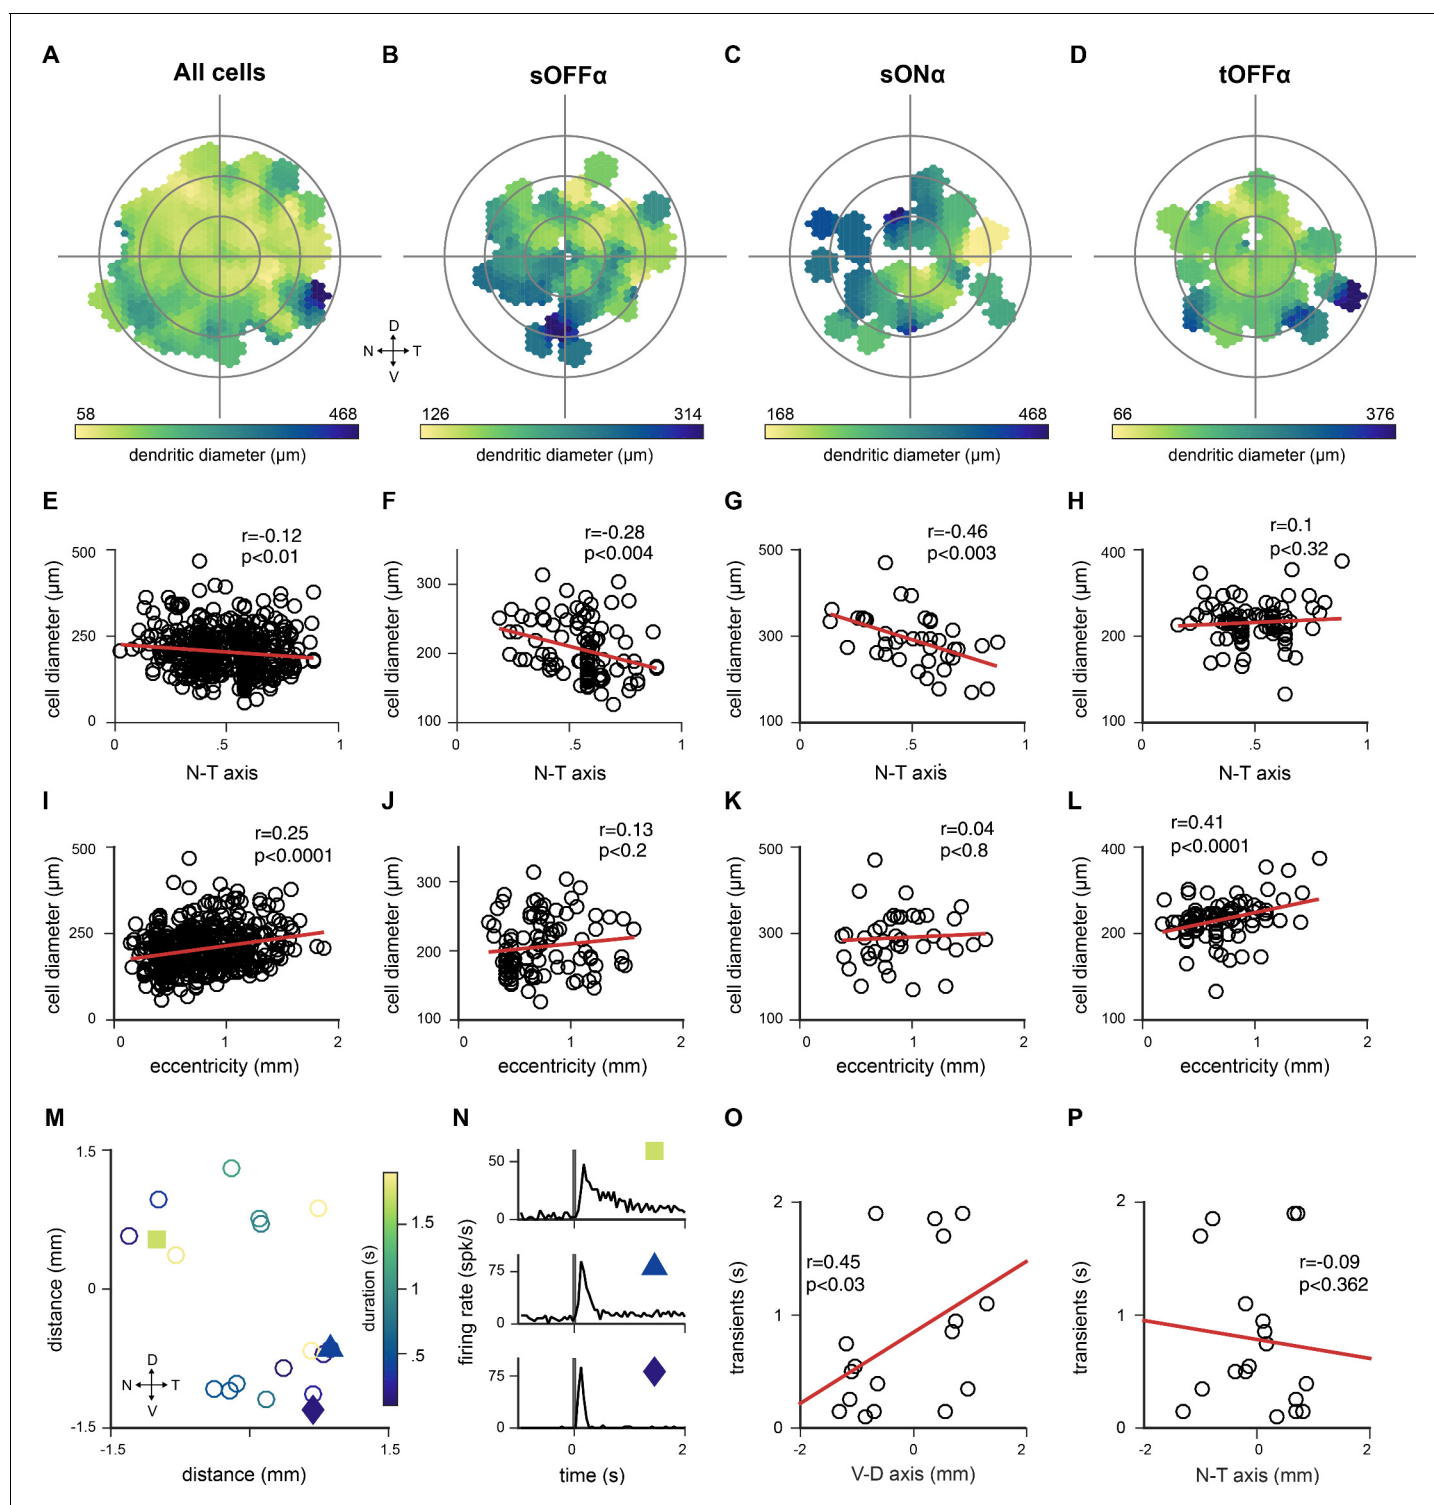 A
All cells
B
sOFFα
C
sONα
D
tOFFα
D
N
T
V
58
468
dendritic diameter (μm)
126
314
dendritic diameter (μm)
168
468
dendritic diameter (μm)
66
376
dendritic diameter (μm)
E
r=-0.12
p<0.01
500
250
0
cell diameter (μm)
0
.5
1
N-T axis
F
r=-0.28
p<0.004
300
200
100
cell diameter (μm)
0
.5
1
N-T axis
G
r=-0.46
p<0.003
500
300
100
cell diameter (μm)
0
.5
1
N-T axis
H
r=0.1
p<0.32
400
200
100
cell diameter (μm)
0
.5
1
N-T axis
I
r=0.25
p<0.0001
500
250
0
cell diameter (μm)
0
1
2
eccentricity (mm)
J
r=0.13
p<0.2
300
200
100
cell diameter (μm)
0
1
2
eccentricity (mm)
K
r=0.04
p<0.8
500
300
100
cell diameter (μm)
0
1
2
eccentricity (mm)
L
r=0.41
p<0.0001
400
200
100
cell diameter (μm)
0
1
2
eccentricity (mm)
M
1.5
0
-1.5
distance (mm)
-1.5
1.5
distance (mm)
D
N
T
V
duration (s)
1.5
1
.5
N
50
0
75
0
75
0
firing rate (spk/s)
0
2
time (s)
O
r=0.45
p<0.03
2
1
0
transients (s)
-2
0
2
V-D axis (mm)
P
r=-0.09
p<0.362
2
1
0
transients (s)
-2
0
2
N-T axis (mm)